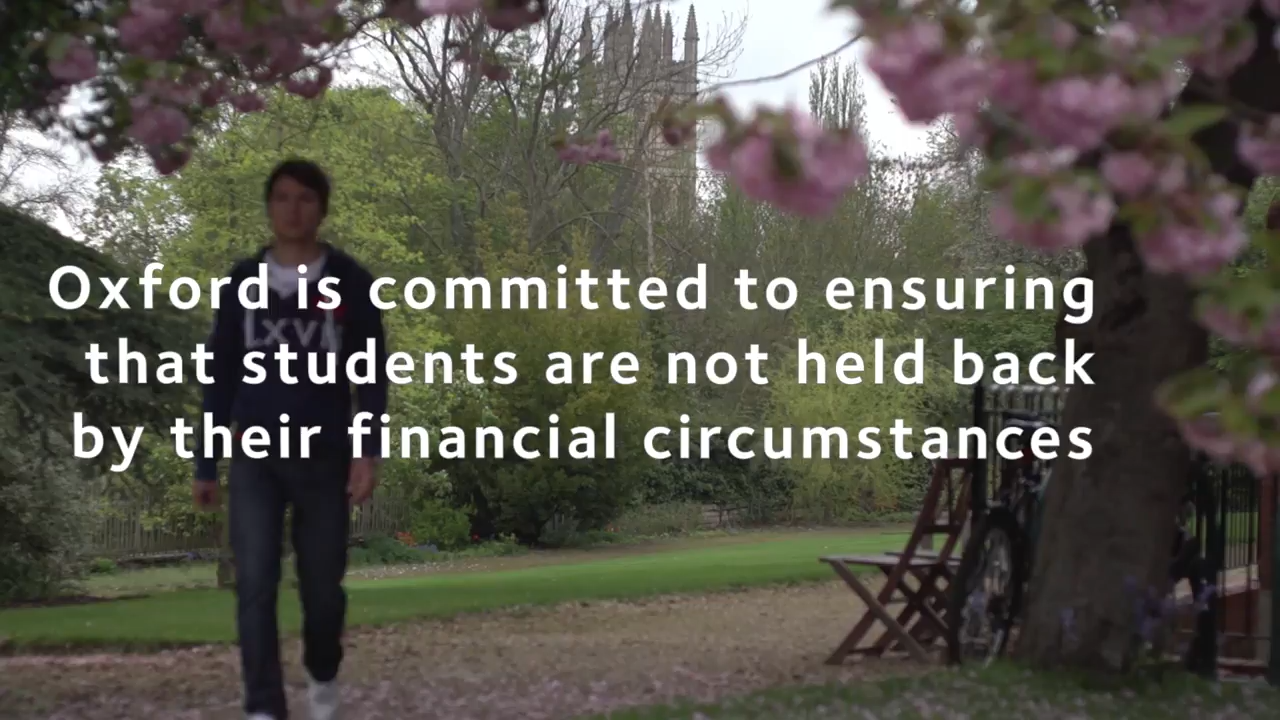 Oxford is committed to ensuring
that students are not held back
by their financial circumstances